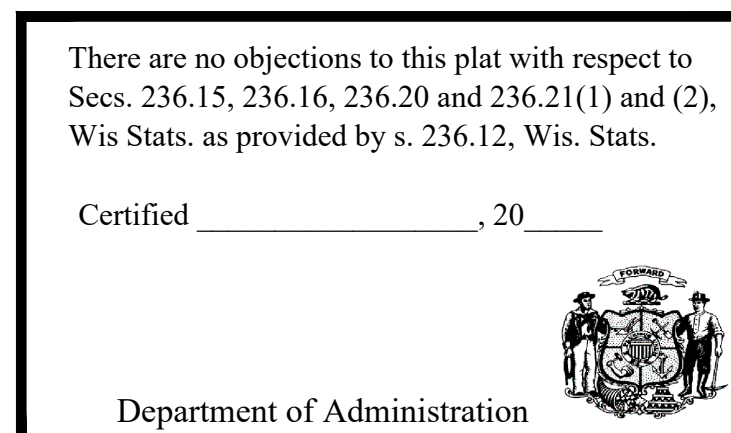 There are no objections to this plat with respect to
Secs. 236.15, 236.16, 236.20 and 236.21(1) and (2),
Wis Stats. as provided by s. 236.12, Wis. Stats.
Certified __________________, 20_____
FORWARD
Department of Administration